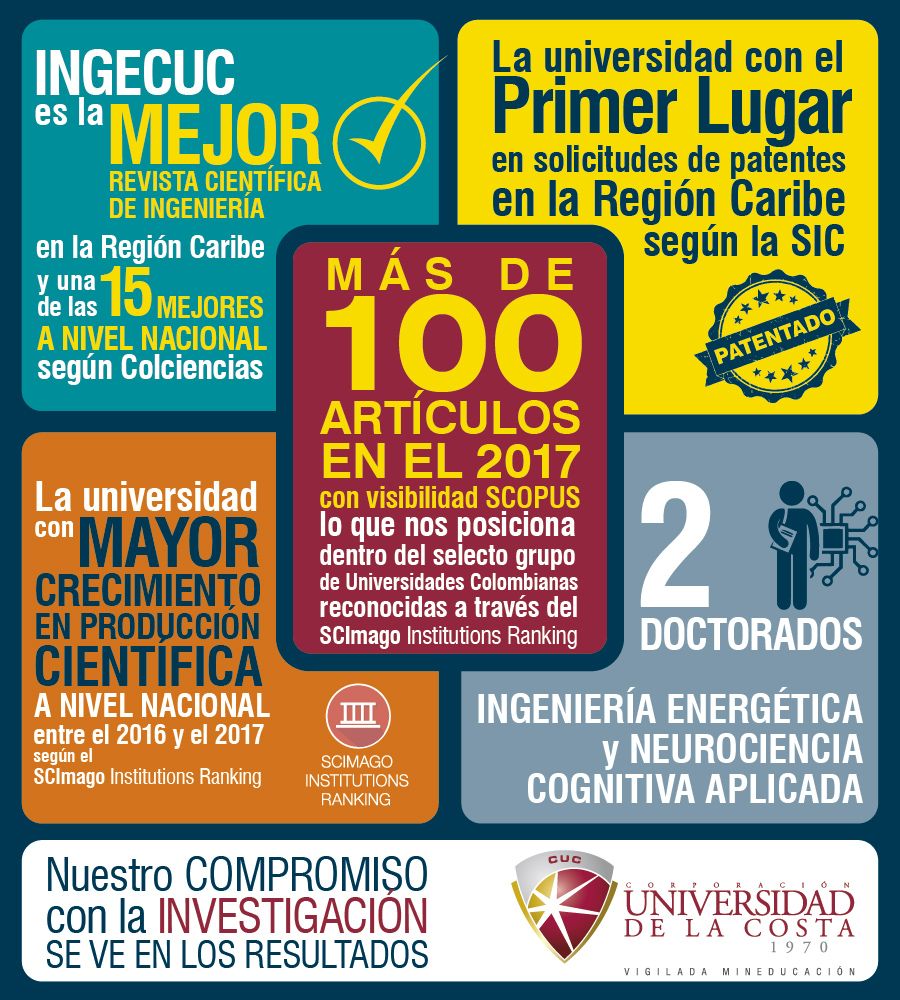 INGECUC
es la MEJOR
REVISTA CIENTÍFICA
DE INGENIERÍA
en la Región Caribe
y una
de las 15 MEJORES
A NIVEL NACIONAL
según Colciencias
La universidad con el
Primer Lugar
en solicitudes de patentes
en la Región Caribe
según la SIC
PATENTADO
MÁS DE
100
ARTÍCULOS
EN EL 2017
con visibilidad SCOPUS
lo que nos posiciona
dentro del selecto grupo
de Universidades Colombianas
reconocidas a través del
SCImago Institutions Ranking
La universidad
con MAYOR
CRECIMIENTO
EN PRODUCCIÓN
CIENTÍFICA
A NIVEL NACIONAL
entre el 2016 y el 2017
según el
SCImago Institutions Ranking
SCIMAGO
INSTITUTIONS
RANKING
2
DOCTORADOS
INGENIERÍA ENERGÉTICA
y NEUROCIENCIA
COGNITIVA APLICADA
Nuestro COMPROMISO
con la INVESTIGACIÓN
SE VE EN LOS RESULTADOS
CUC
CORPORACIÓN
UNIVERSIDAD
DE LA COSTA
1970
VIGILADA MINEDUCACIÓN